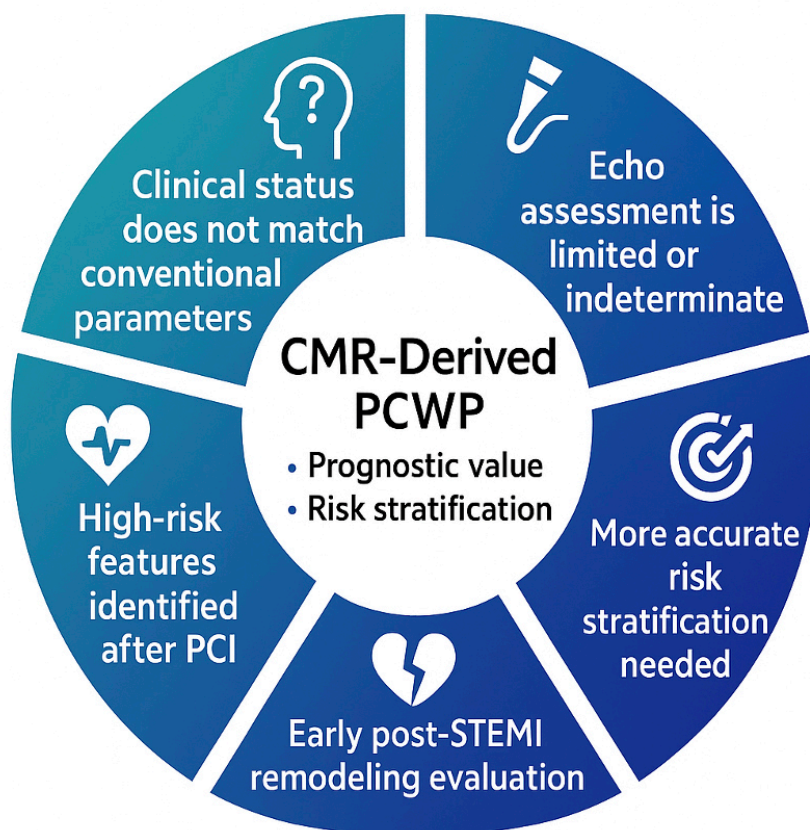 ?
Clinical status
does not match
conventional
parameters
Echo
assessment is
limited or
indeterminate
CMR-Derived
PCWP
• Prognostic value
• Risk stratification
High-risk
features
identified
after PCI
More accurate
risk
stratification
needed
Early post-STEMI
remodeling evaluation